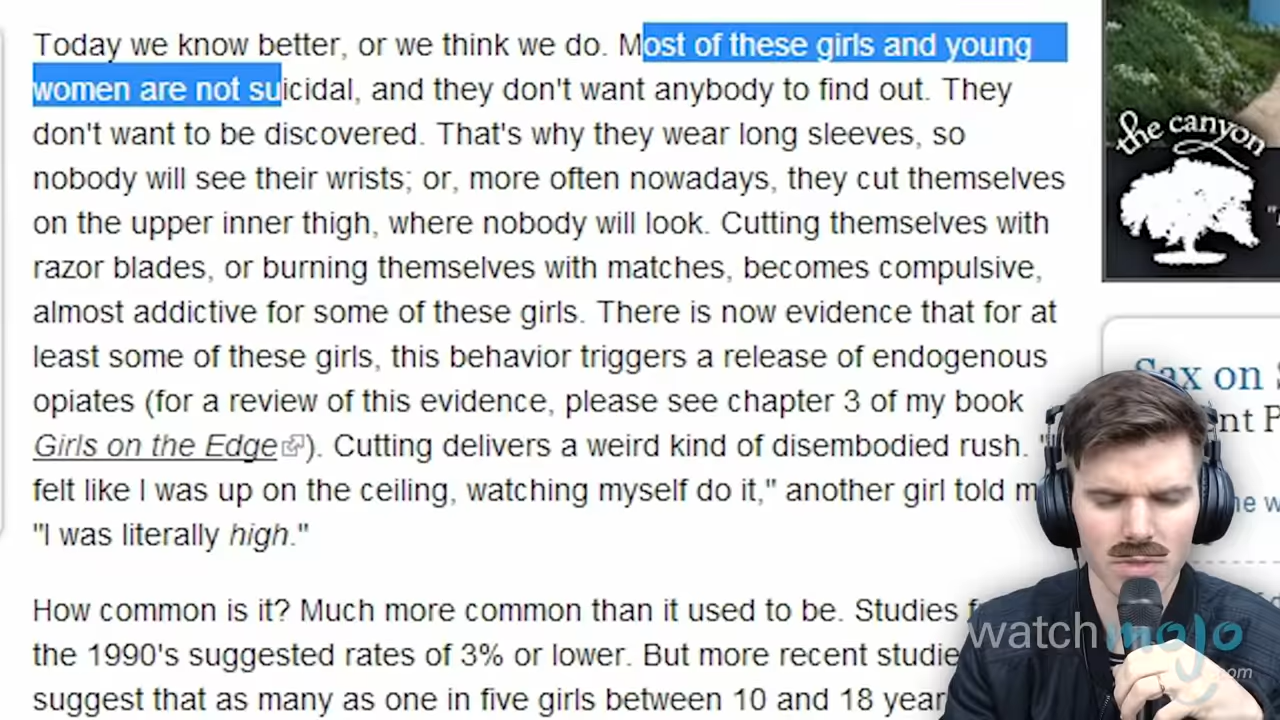 Today we know better, or we think we do. Most of these girls and young
women are not suicidal, and they don't want anybody to find out. They
don't want to be discovered. That's why they wear long sleeves, so
nobody will see their wrists; or, more often nowadays, they cut themselves
on the upper inner thigh, where nobody will look. Cutting themselves with
razor blades, or burning themselves with matches, becomes compulsive,
almost addictive for some of these girls. There is now evidence that for at
least some of these girls, this behavior triggers a release of endogenous
opiates (for a review of this evidence, please see chapter 3 of my book
Girls on the Edge). Cutting delivers a weird kind of disembodied rush. "
felt like I was up on the ceiling, watching myself do it," another girl told
"I was literally high."
How common is it? Much more common than it used to be. Studies
the 1990's suggested rates of 3% or lower. But more recent
suggest that as many as one in five girls between 10 and 18
the canyon
Sax on
watchmojo
.com